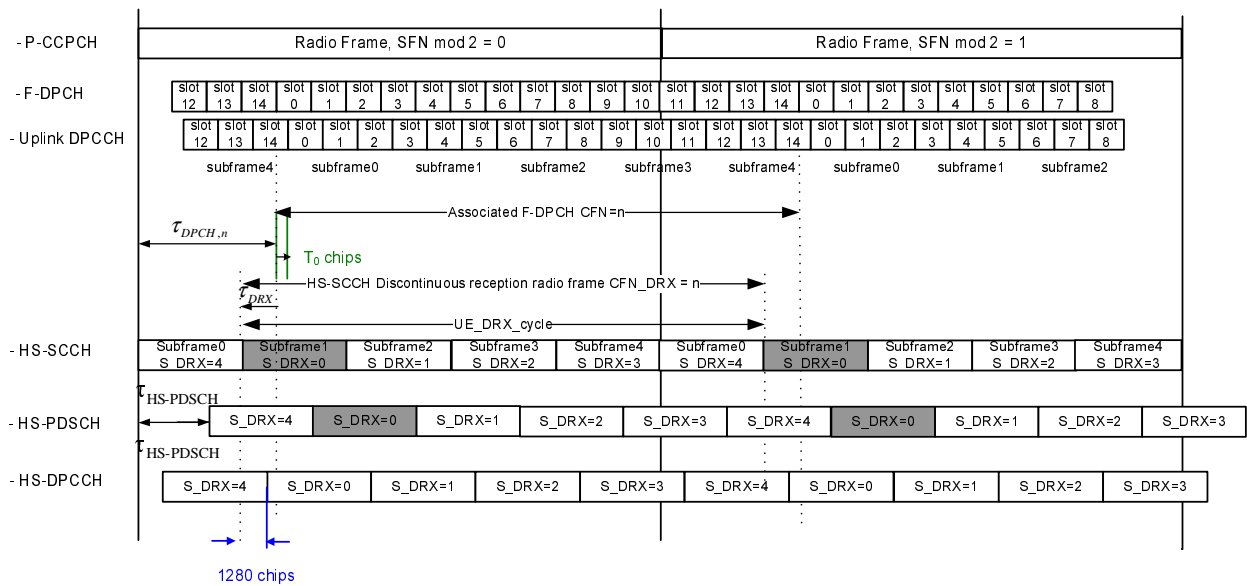 - P-CCPCH
Radio Frame, SFN mod 2 = 0
Radio Frame, SFN mod 2 = 1
- F-DPCH
slot 12 slot 13 slot 14 slot 0 slot 1 slot 2 slot 3 slot 4 slot 5 slot 6 slot 7 slot 8 slot 9 slot 10 slot 11 slot 12 slot 13 slot 14 slot 0 slot 1 slot 2 slot 3 slot 4 slot 5 slot 6 slot 7 slot 8
- Uplink DPCCH
slot 12 slot 13 slot 14 slot 0 slot 1 slot 2 slot 3 slot 4 slot 5 slot 6 slot 7 slot 8 slot 9 slot 10 slot 11 slot 12 slot 13 slot 14 slot 0 slot 1 slot 2 slot 3 slot 4 slot 5 slot 6 slot 7 slot 8
subframe4 subframe0 subframe1 subframe2 subframe3 subframe4 subframe0 subframe1 subframe2
Associated F-DPCH CFN=n
τDPCH,n
T0 chips
HS-SCCH Discontinuous reception radio frame CFN_DRX = n
τDRX
UE_DRX_cycle
- HS-SCCH
Subframe0 Subframe1 Subframe2 Subframe3 Subframe4 Subframe0 Subframe1 Subframe2 Subframe3 Subframe4
S_DRX=4 S_DRX=0 S_DRX=1 S_DRX=2 S_DRX=3 S_DRX=4 S_DRX=0 S_DRX=1 S_DRX=2 S_DRX=3
τHS-PDSCH
- HS-PDSCH
S_DRX=4 S_DRX=0 S_DRX=1 S_DRX=2 S_DRX=3 S_DRX=4 S_DRX=0 S_DRX=1 S_DRX=2 S_DRX=3
τHS-PDSCH
- HS-DPCCH
S_DRX=4 S_DRX=0 S_DRX=1 S_DRX=2 S_DRX=3 S_DRX=4 S_DRX=0 S_DRX=1 S_DRX=2 S_DRX=3
1280 chips